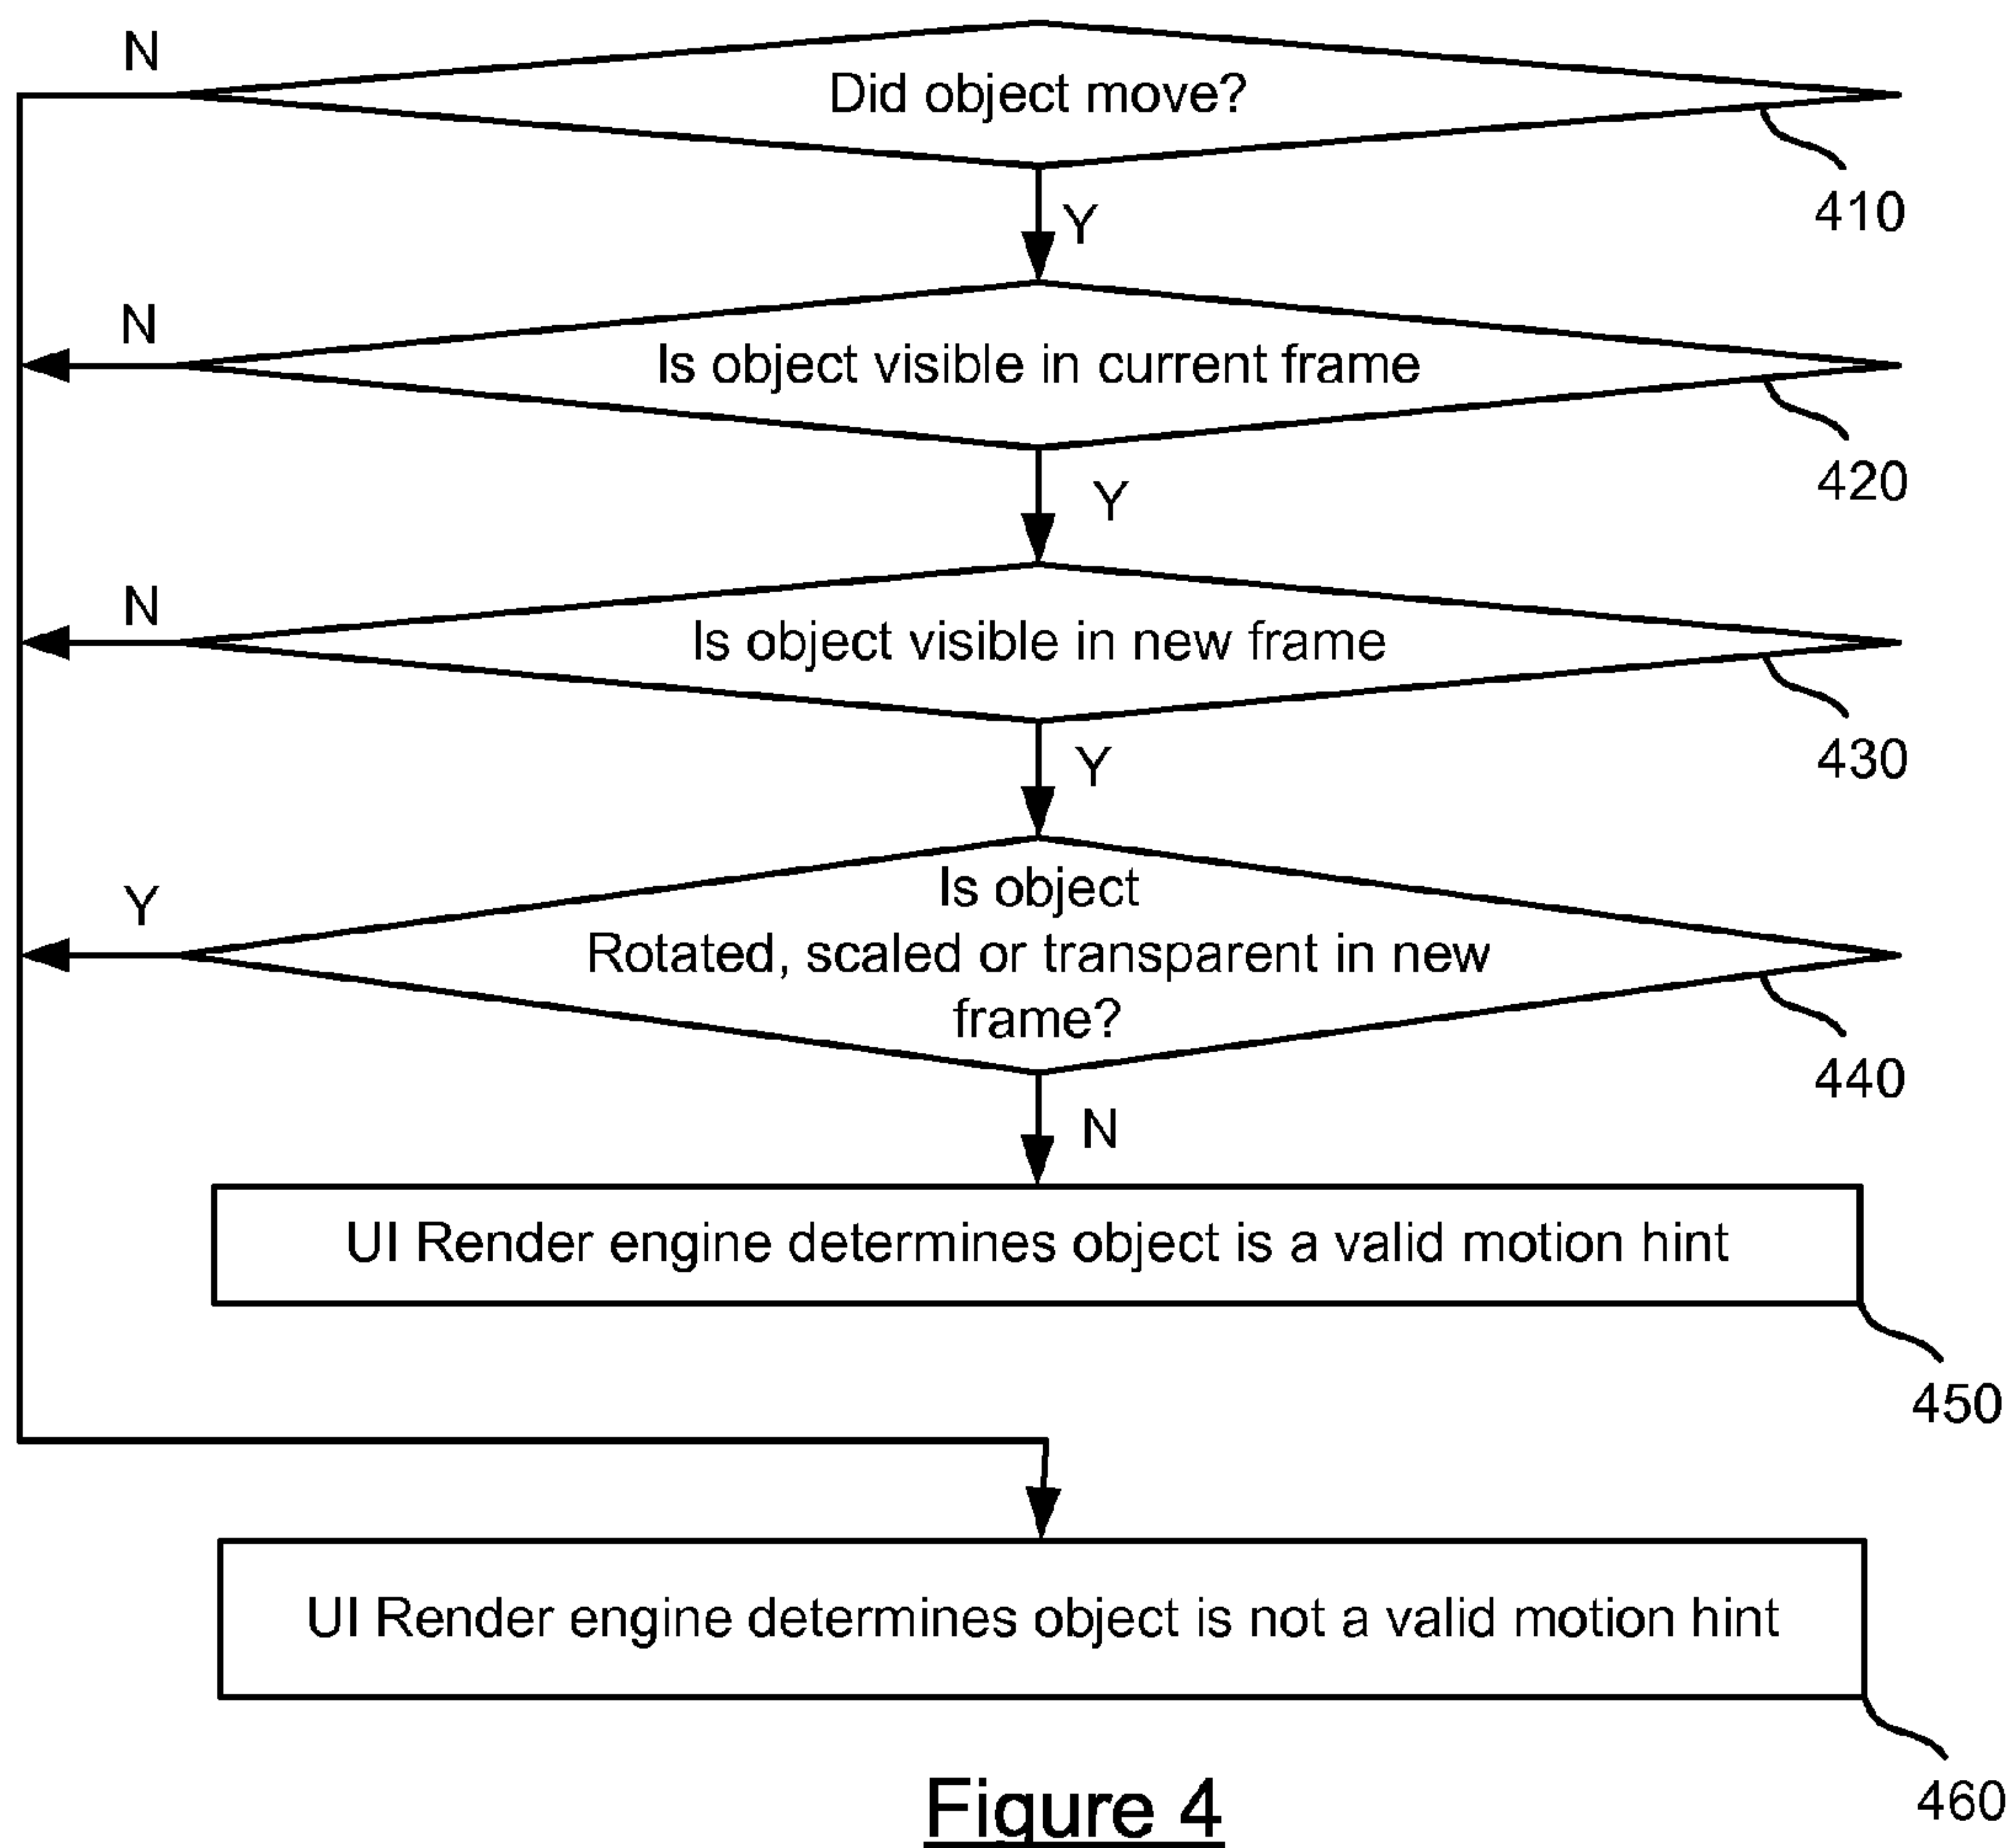 N
Did object move?
410
Y
N
Is object visible in current frame
420
Y
N
Is object visible in new frame
430
Y
Y
Is object
Rotated, scaled or transparent in new
frame?
440
N
UI Render engine determines object is a valid motion hint
450
UI Render engine determines object is not a valid motion hint
460
Figure 4